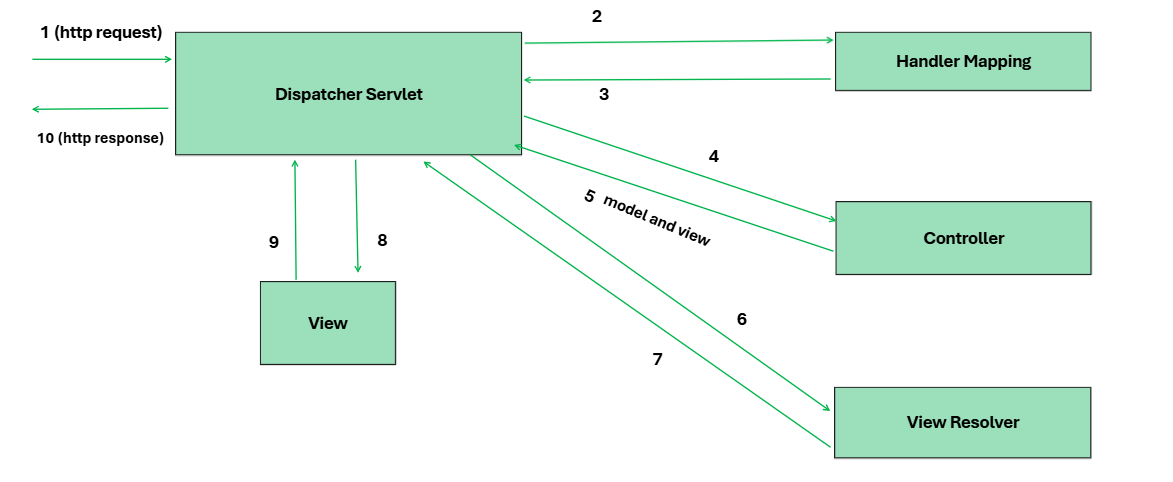 1 (http request)
2
Dispatcher Servlet
Handler Mapping
3
10 (http response)
4
5 model and view
Controller
9
8
View
6
7
View Resolver